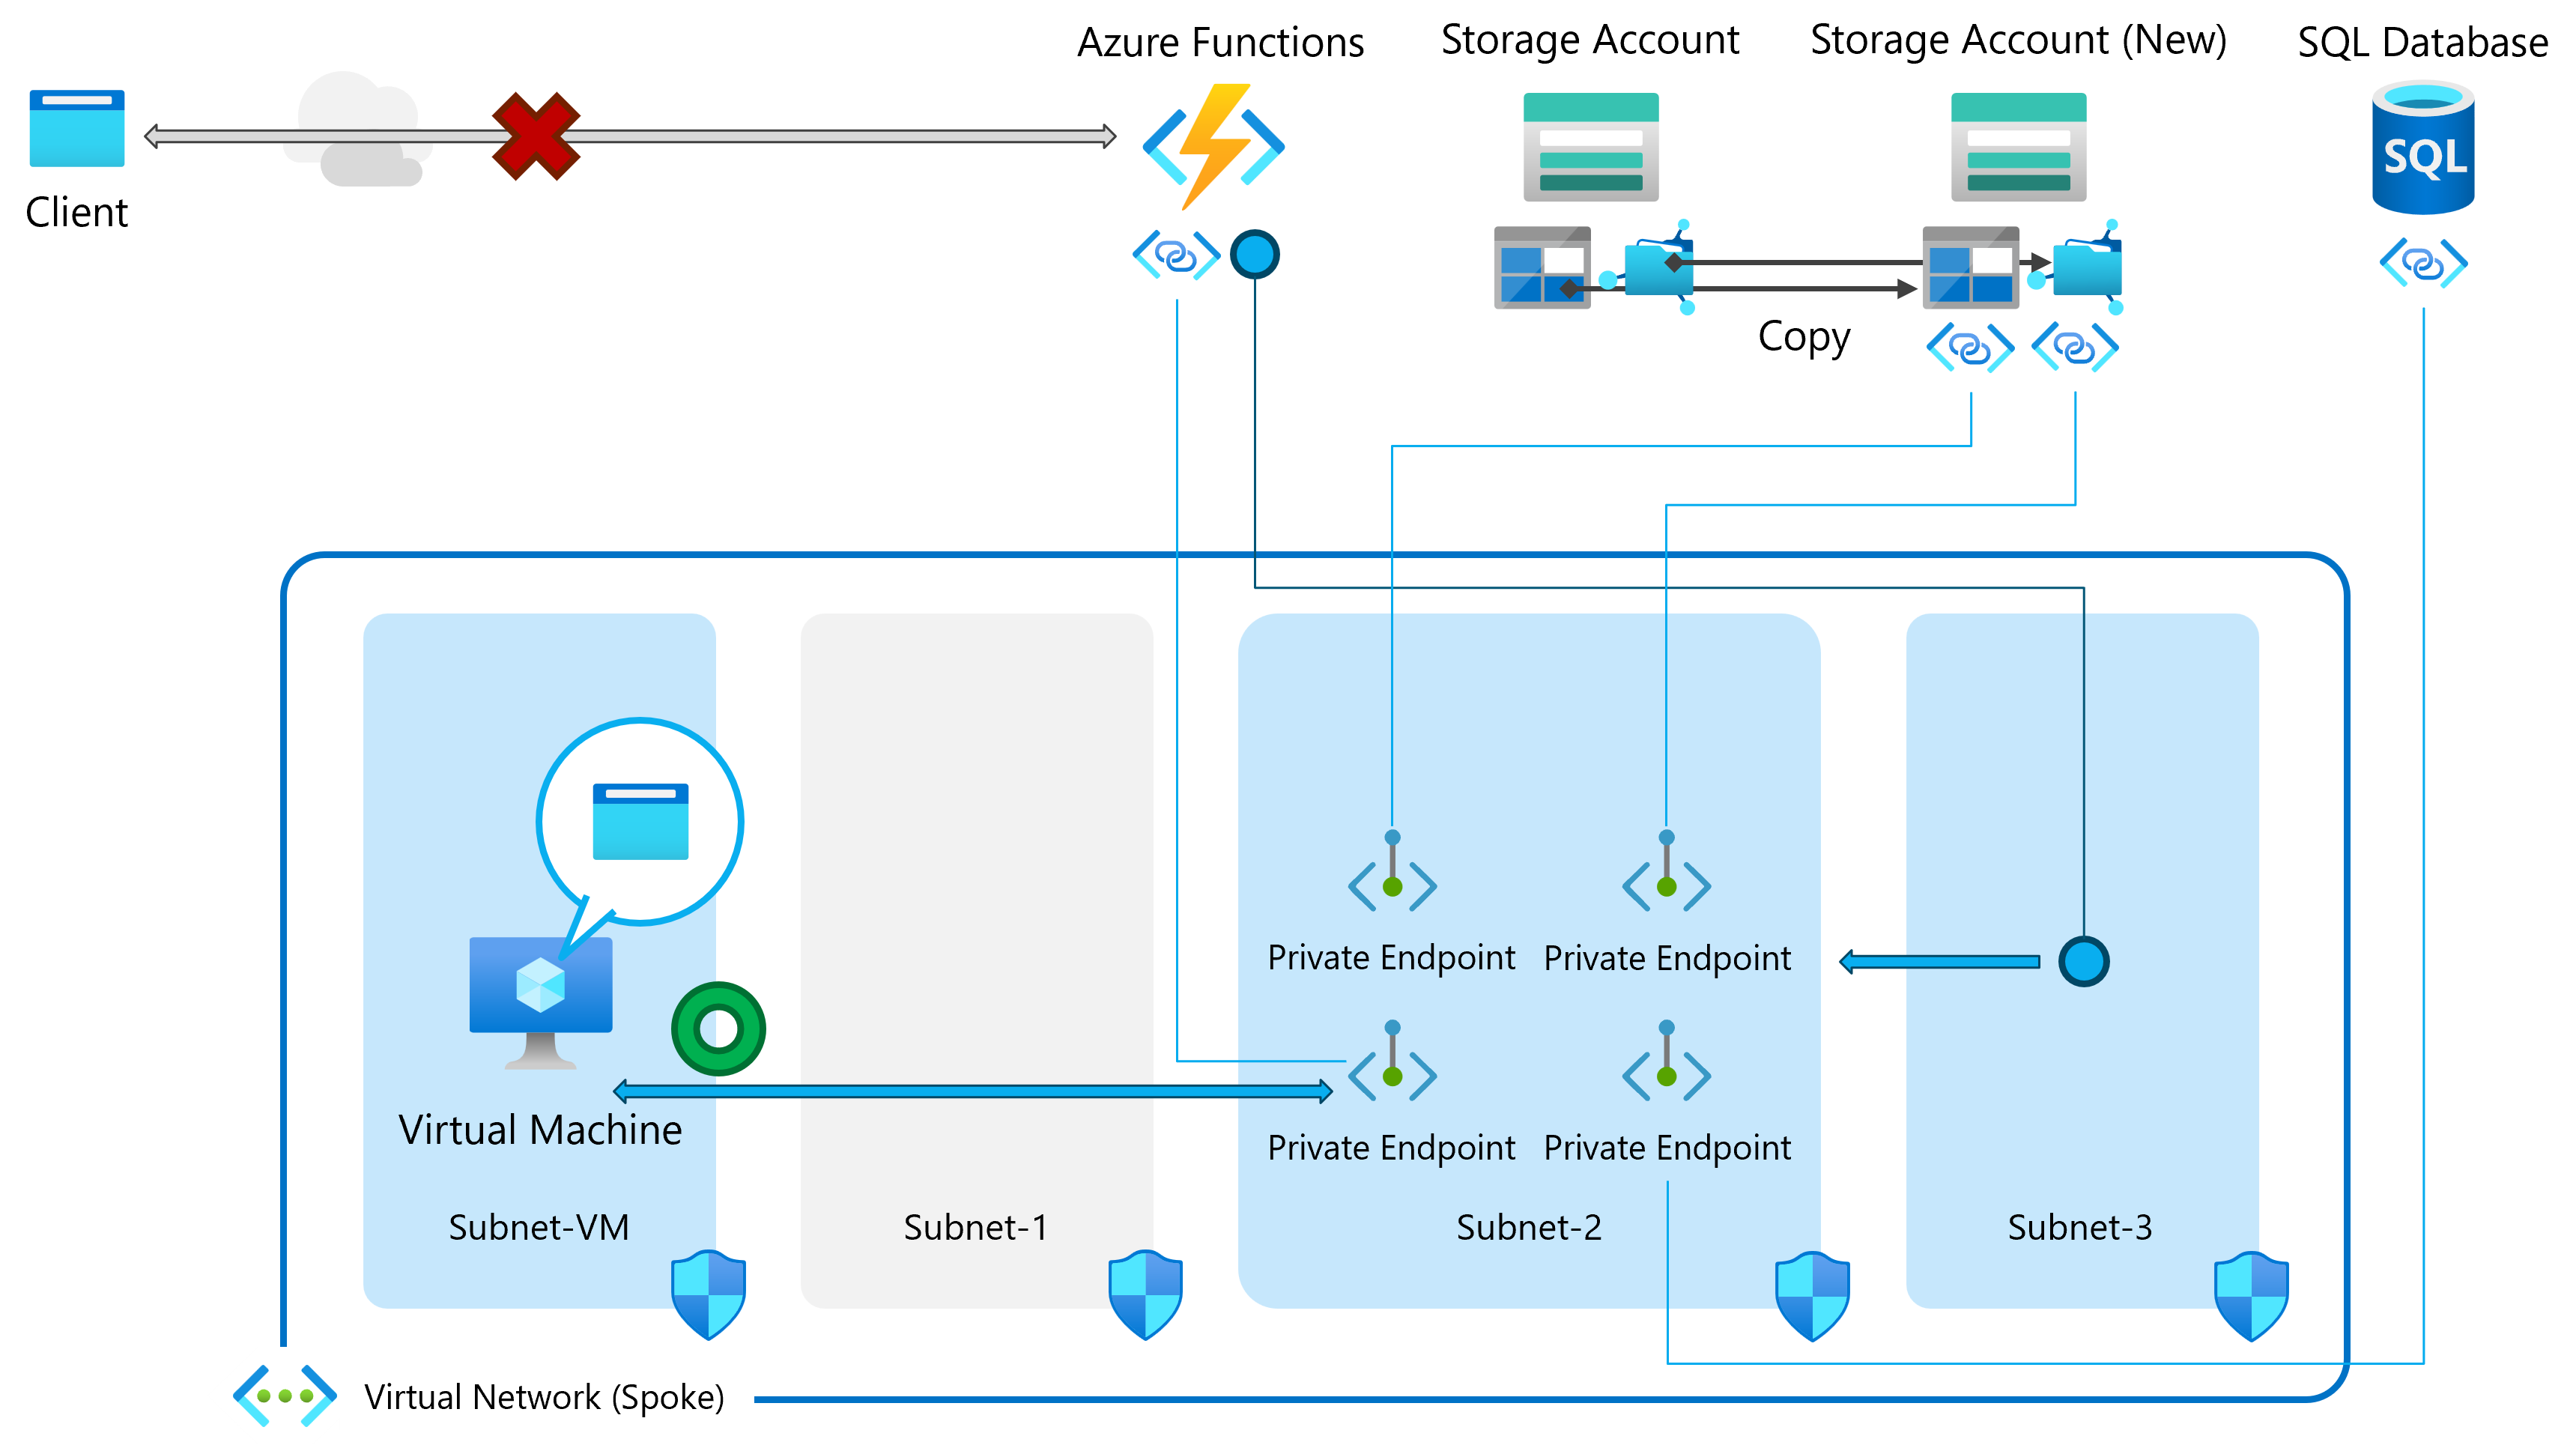 Azure Functions
Storage Account
Storage Account (New)
SQL Database
SQL
Client
Copy
Private Endpoint
Private Endpoint
Virtual Machine
Private Endpoint
Private Endpoint
Subnet-VM
Subnet-1
Subnet-2
Subnet-3
Virtual Network (Spoke)